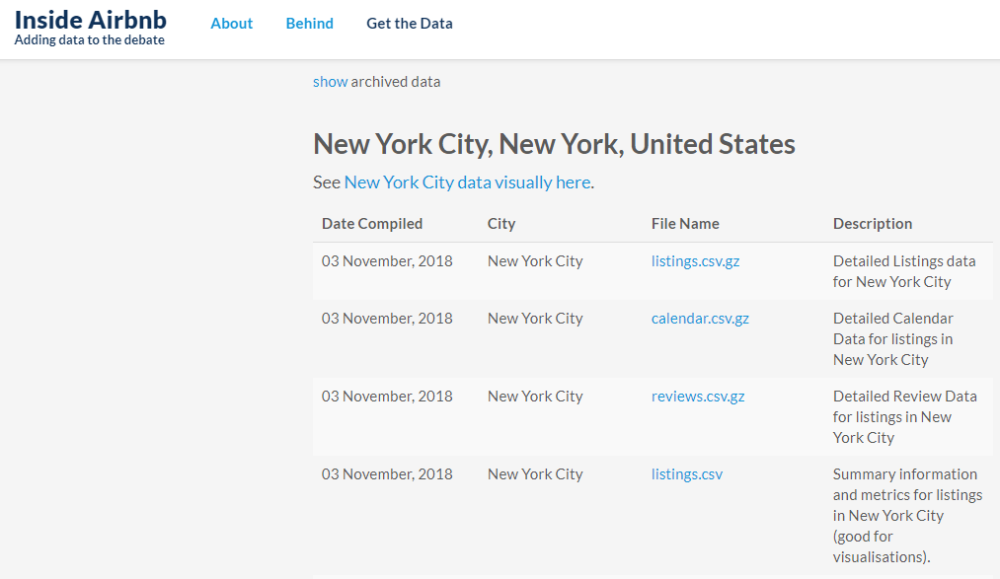 Inside Airbnb
Adding data to the debate
About Behind Get the Data
show archived data
New York City, New York, United States
See New York City data visually here.
Date Compiled City File Name Description
03 November, 2018 New York City listings.csv.gz Detailed Listings data
for New York City
03 November, 2018 New York City calendar.csv.gz Detailed Calendar
Data for listings in
New York City
03 November, 2018 New York City reviews.csv.gz Detailed Review Data
for listings in New
York City
03 November, 2018 New York City listings.csv Summary information
and metrics for listings
in New York City
(good for
visualisations).